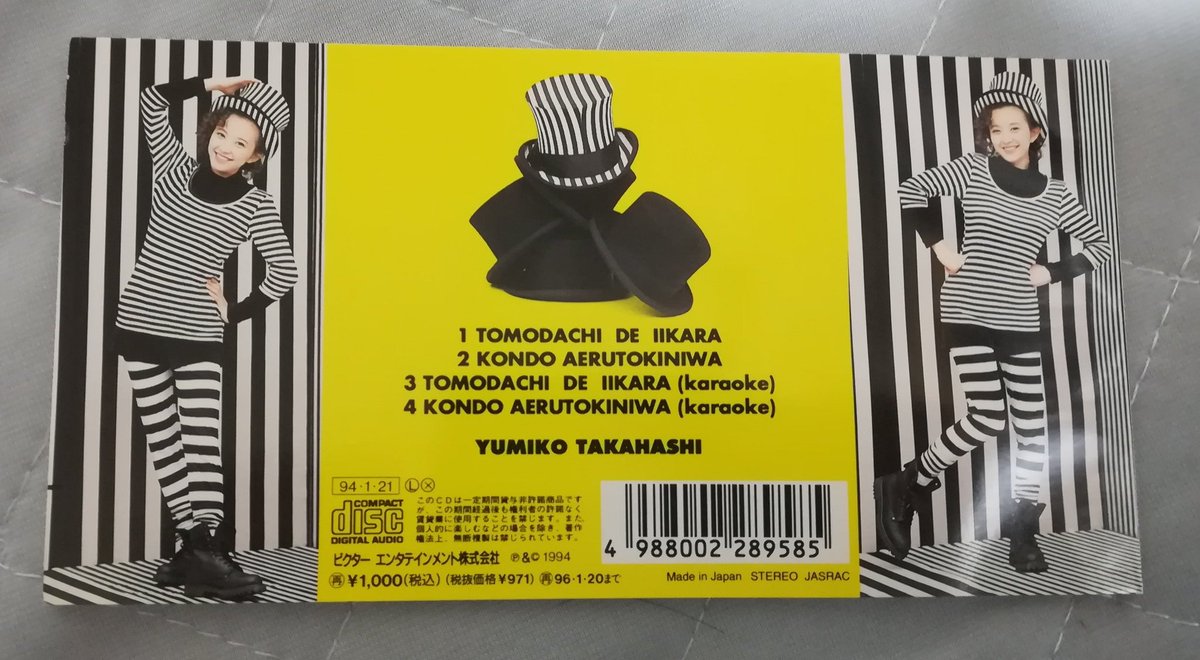 1 TOMODACHI DE IIKARA
2 KONDO AERUTOKINIWA
3 TOMODACHI DE IIKARA (karaoke)
4 KONDO AERUTOKINIWA (karaoke)
YUMIKO TAKAHASHI
94・1・21 Ⓛ Ⓧ
COMPACT
disc
DIGITAL AUDIO
このCDは一定期間貸与非許諾商品です
が、この期間経過後も権利者の許諾なく
賃貸業に使用することを禁じます。また、
個人的に楽しむなどの場合を除き、著作
権法上、無断複製は禁じられています。
ビクター エンタテインメント株式会社 ℗&© 1994
再 ¥1,000(税込) (税抜価格¥971) 再 96・1・20まで
4 988002 289585
Made in Japan STEREO JASRAC